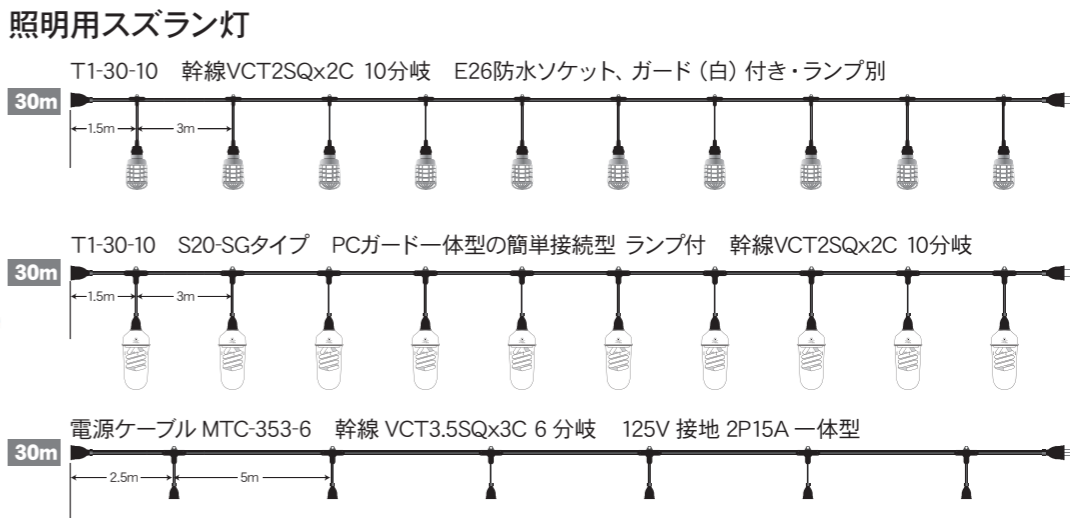 照明用スズラン灯
T1-30-10　幹線VCT2SQx2C 10分岐　E26防水ソケット、ガード（白）付き・ランプ別
30m
1.5m 3m
T1-30-10　S20-SGタイプ　PCガード一体型の簡単接続型 ランプ付　幹線VCT2SQx2C 10分岐
30m
1.5m 3m
電源ケーブル MTC-353-6　幹線 VCT3.5SQx3C 6 分岐　125V 接地 2P15A 一体型
30m
2.5m 5m